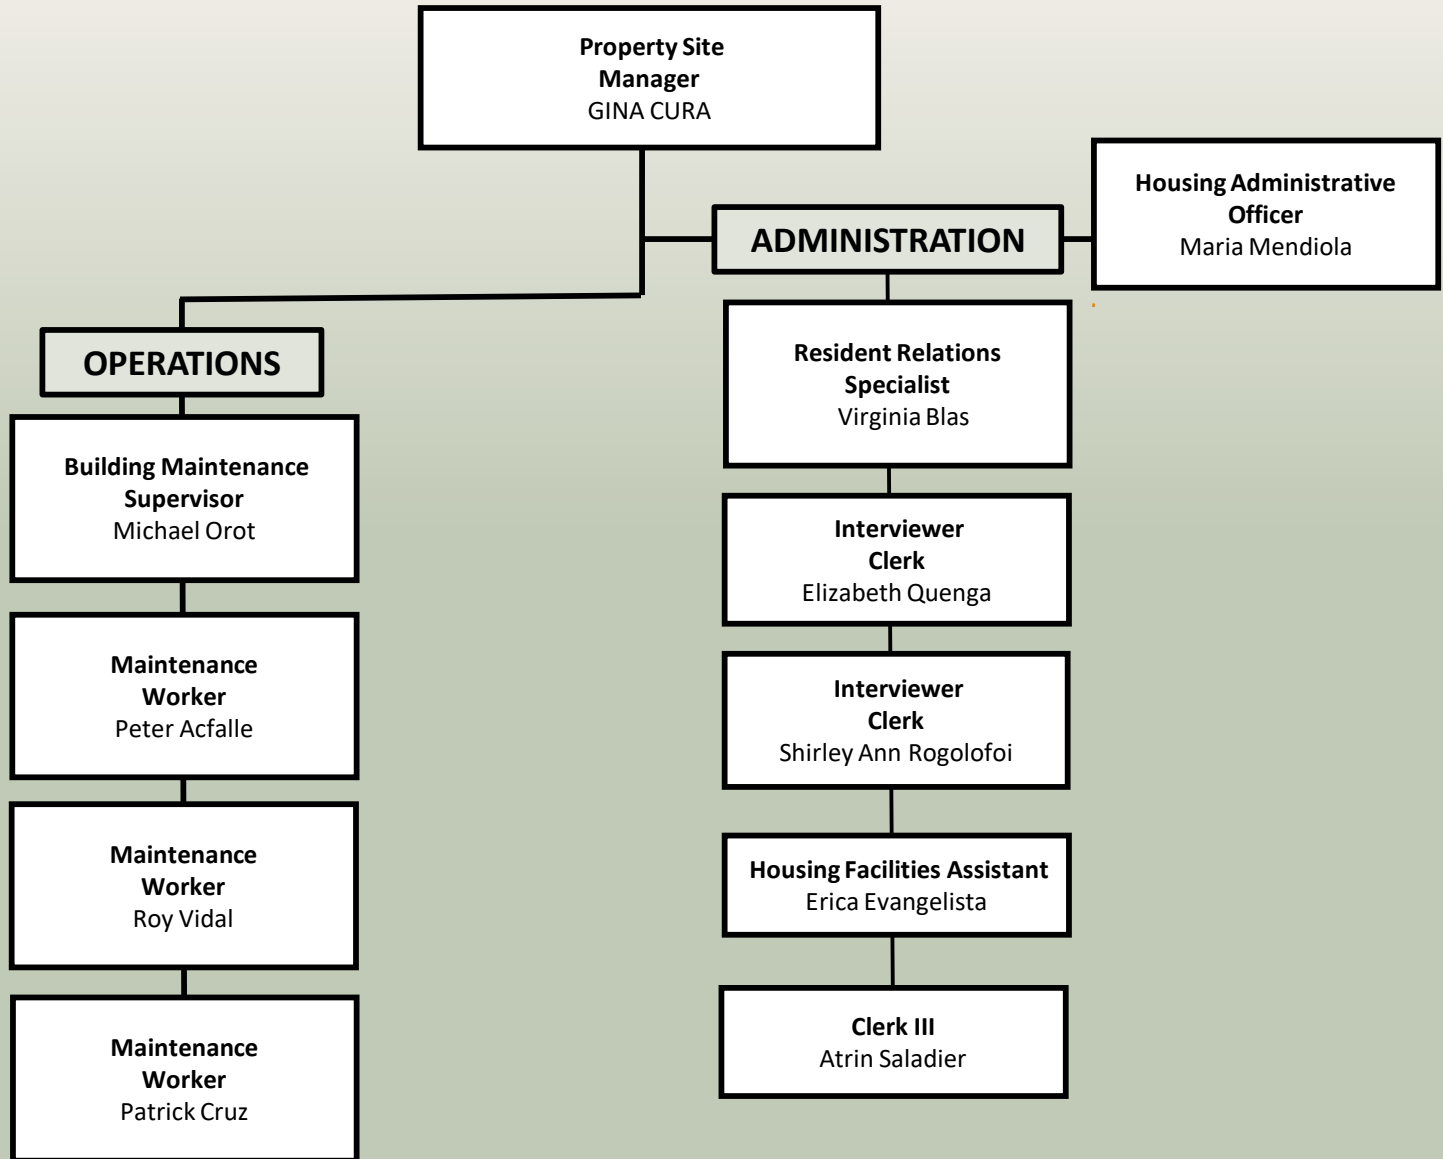 Property Site
Manager
GINA CURA
Housing Administrative
Officer
Maria Mendiola
ADMINISTRATION
OPERATIONS
Building Maintenance
Supervisor
Michael Orot
Maintenance
Worker
Peter Acfalle
Maintenance
Worker
Roy Vidal
Maintenance
Worker
Patrick Cruz
Resident Relations
Specialist
Virginia Blas
Interviewer
Clerk
Elizabeth Quenga
Interviewer
Clerk
Shirley Ann Rogolofoi
Housing Facilities Assistant
Erica Evangelista
Clerk III
Atrin Saladier